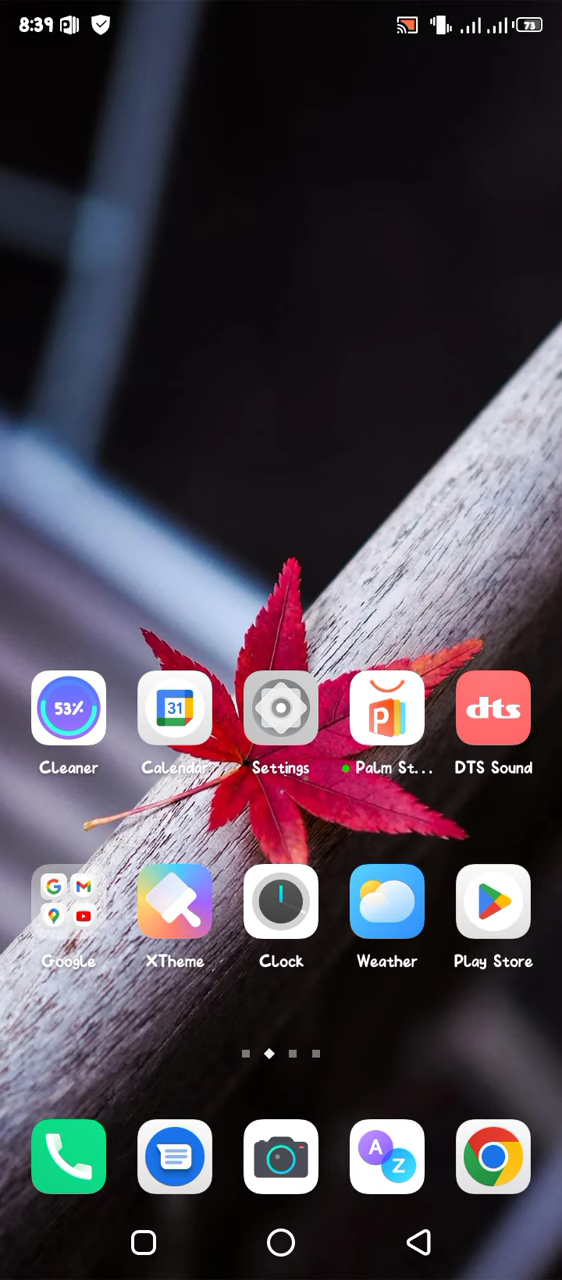 8:39
73
53%
31
dts
Cleaner
Calendar
Settings
Palm St...
DTS Sound
Google
XTheme
Clock
Weather
Play Store
A
Z